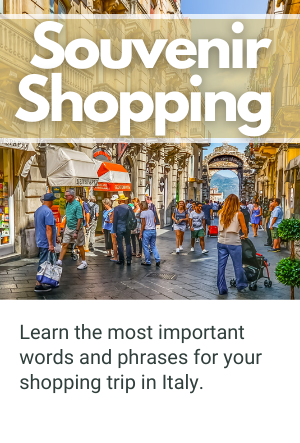 Souvenir
Shopping
Learn the most important
words and phrases for your
shopping trip in Italy.